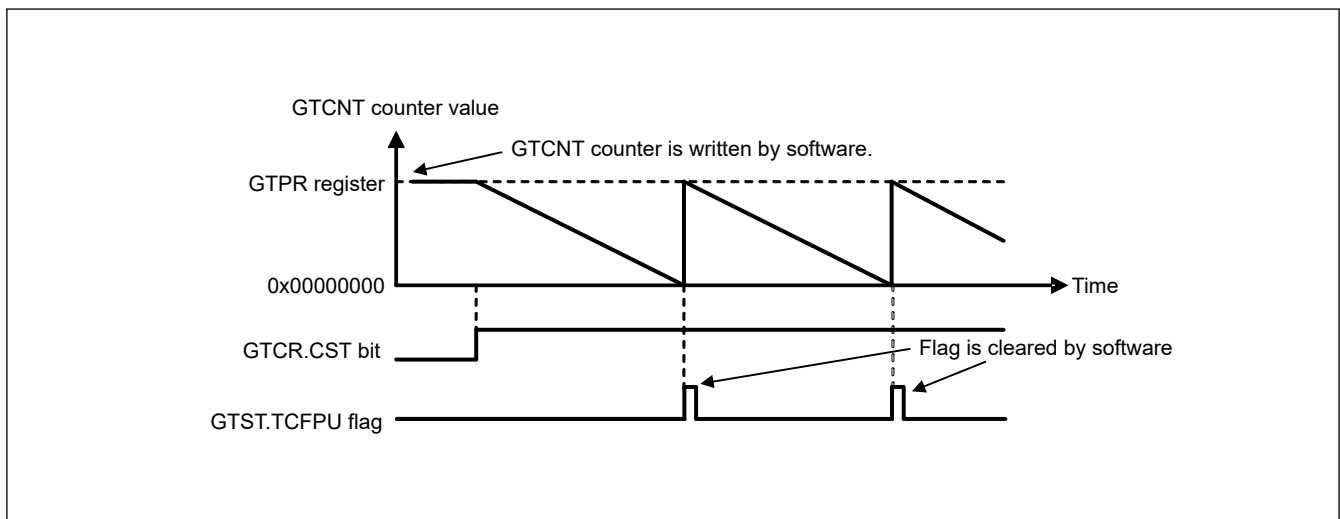 GTCNT counter value
GTCNT counter is written by software.
GTPR register
0x00000000
Time
GTCR.CST bit
Flag is cleared by software
GTST.TCFPU flag